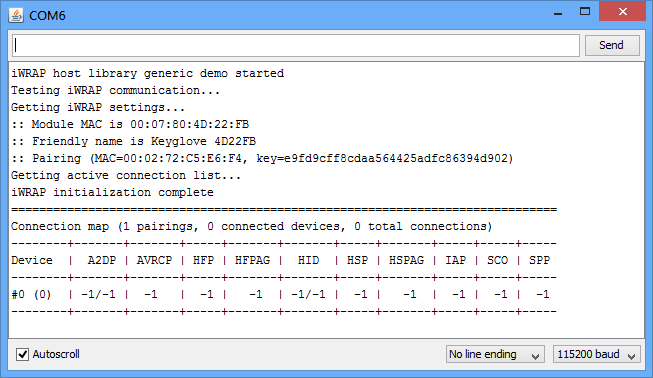 COM6
Send
iWRAP host library generic demo started
Testing iWRAP communication...
Getting iWRAP settings...
:: Module MAC is 00:07:80:4D:22:FB
:: Friendly name is Keyglove 4D22FB
:: Pairing (MAC=00:02:72:C5:E6:F4, key=e9fd9cff8cdaa564425adfc86394d902)
Getting active connection list...
iWRAP initialization complete
====================================================================================
Connection map (1 pairings, 0 connected devices, 0 total connections)
--------+-------+-------+-----+-------+-------+-----+-------+-----+-----+-----
Device | A2DP | AVRCP | HFP | HFPAG | HID | HSP | HSPAG | IAP | SCO | SPP
--------+-------+-------+-----+-------+-------+-----+-------+-----+-----+-----
#0 (0) | -1/-1 | -1 | -1 | -1 | -1/-1 | -1 | -1 | -1 | -1 | -1
--------+-------+-------+-----+-------+-------+-----+-------+-----+-----+-----
Autoscroll
No line ending
115200 baud